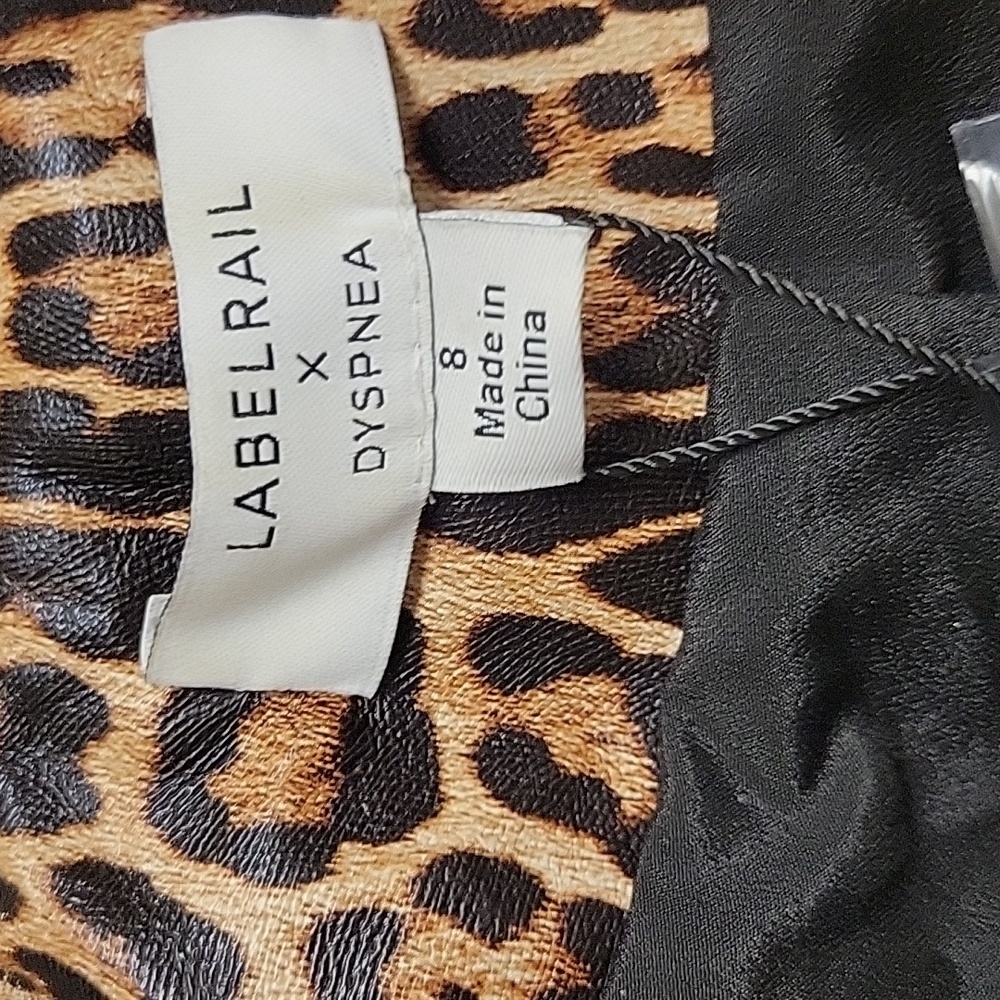 LABELRAIL
X
DYSPNEA
8
Made in
China